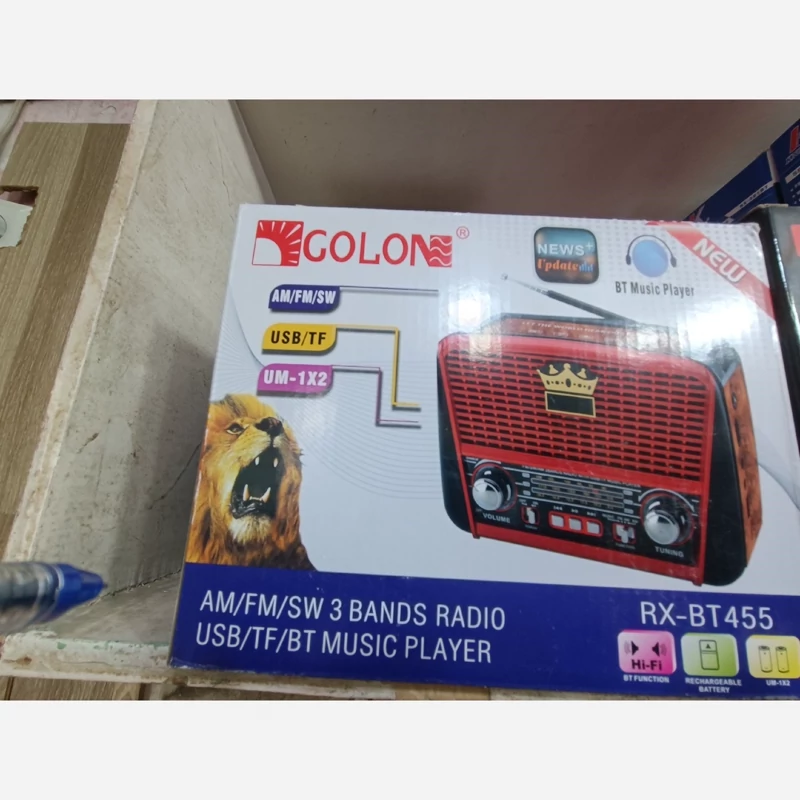 GOLON®
NEWS+
Update
NEW
BT Music Player
AM/FM/SW
USB/TF
UM-1X2
VOLUME
TUNING
AM/FM/SW 3 BANDS RADIO
USB/TF/BT MUSIC PLAYER
RX-BT455
Hi-Fi
BT FUNCTION
RECHARGEABLE
BATTERY
UM-1X2